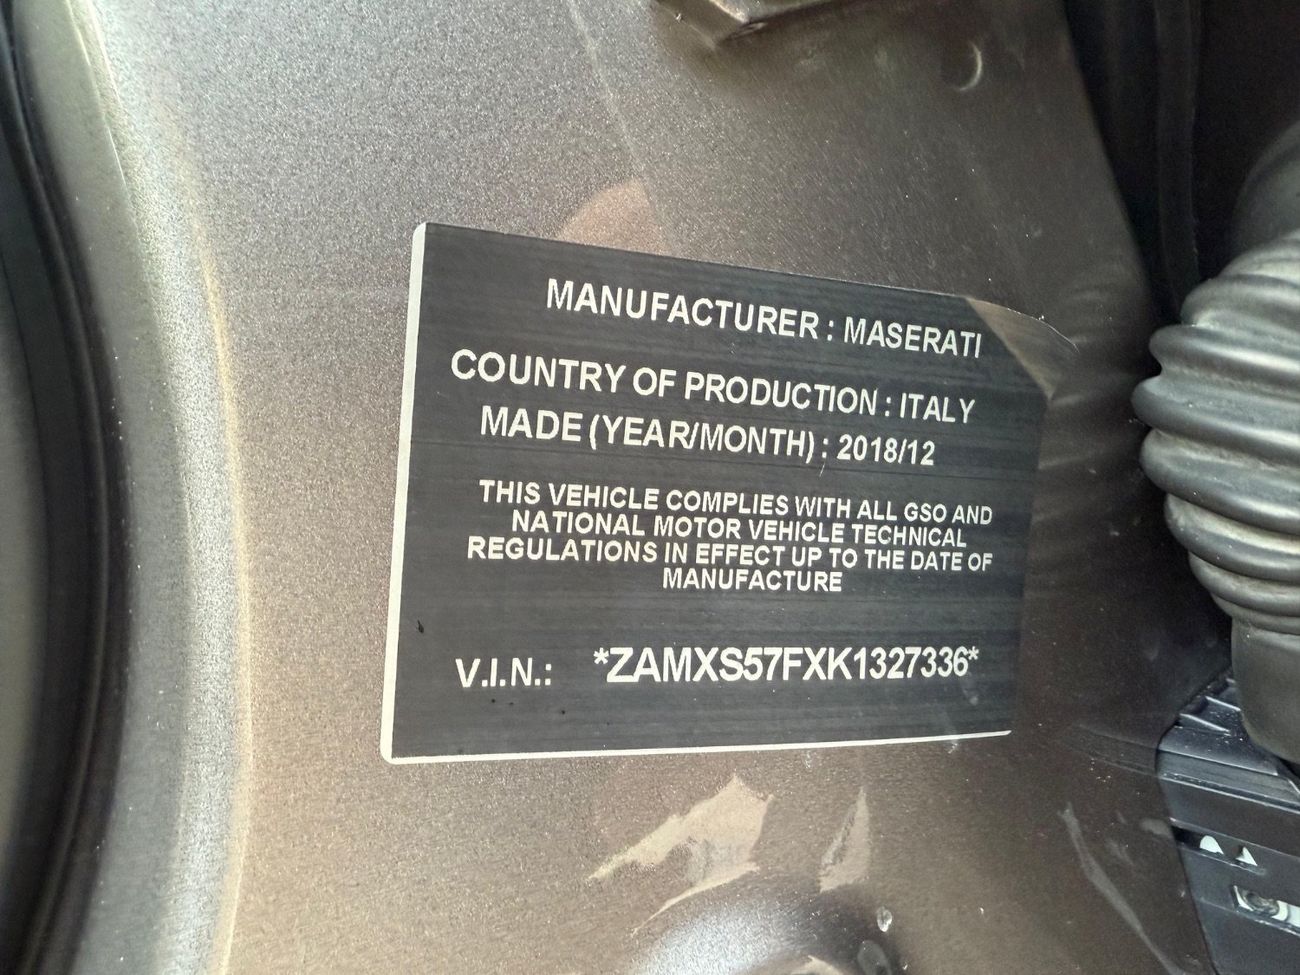 MANUFACTURER : MASERATI
COUNTRY OF PRODUCTION : ITALY
MADE (YEAR/MONTH) : 2018/12
THIS VEHICLE COMPLIES WITH ALL GSO AND
NATIONAL MOTOR VEHICLE TECHNICAL
REGULATIONS IN EFFECT UP TO THE DATE OF
MANUFACTURE
V.I.N.: *ZAMXS57FXK1327336*